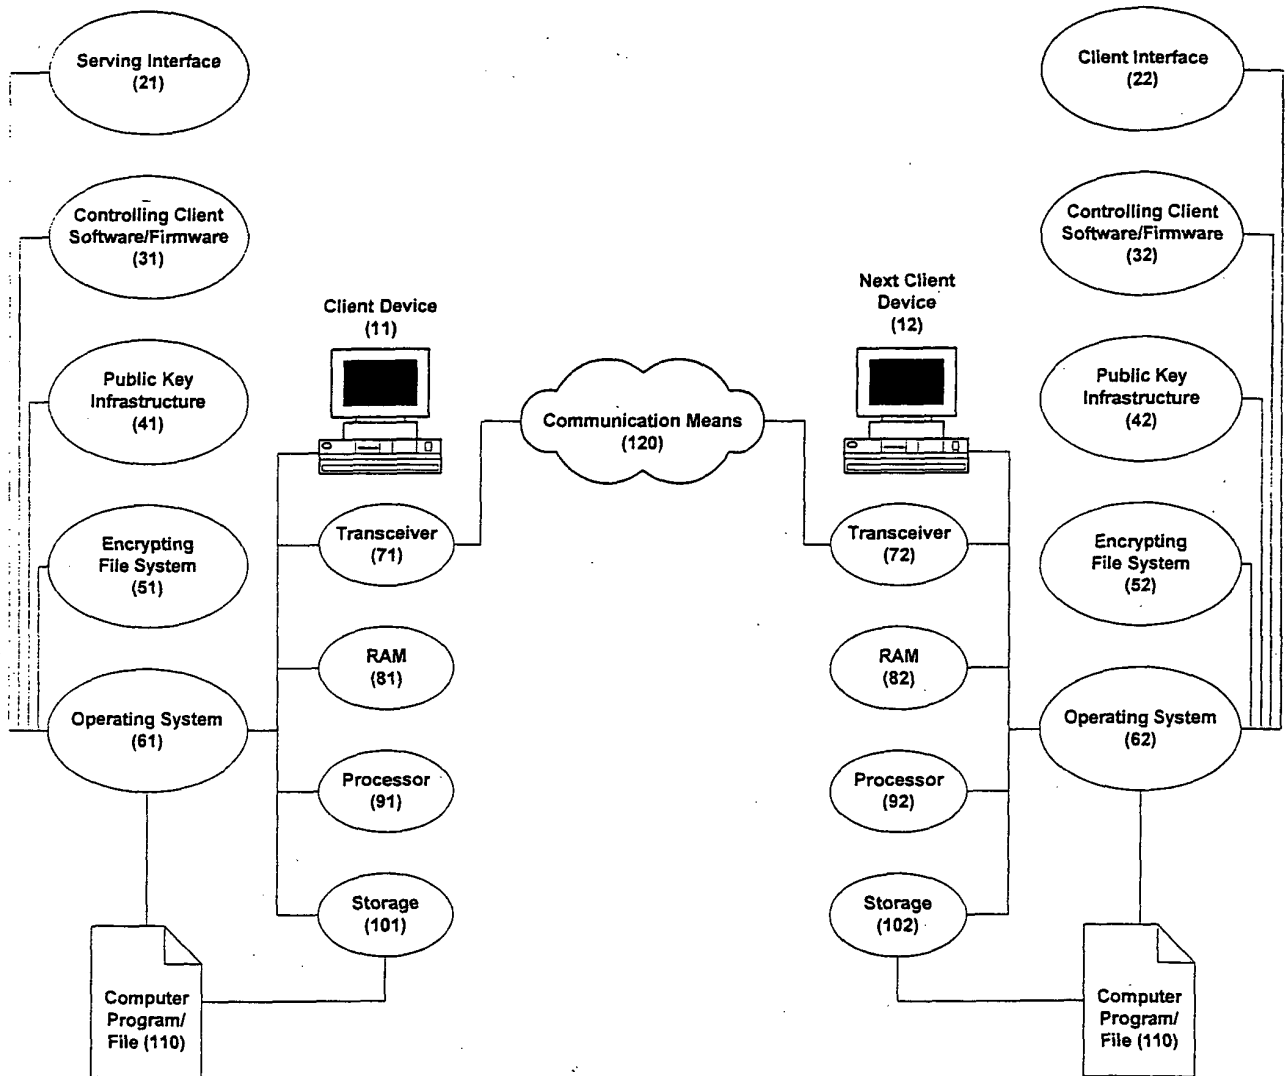 Serving Interface
(21)
Controlling Client
Software/Firmware
(31)
Public Key
Infrastructure
(41)
Encrypting
File System
(51)
Operating System
(61)
Computer
Program/
File (110)
Client Device
(11)
Transceiver
(71)
RAM
(81)
Processor
(91)
Storage
(101)
Communication Means
(120)
Next Client
Device
(12)
Transceiver
(72)
RAM
(82)
Processor
(92)
Storage
(102)
Client Interface
(22)
Controlling Client
Software/Firmware
(32)
Public Key
Infrastructure
(42)
Encrypting
File System
(52)
Operating System
(62)
Computer
Program/
File (110)